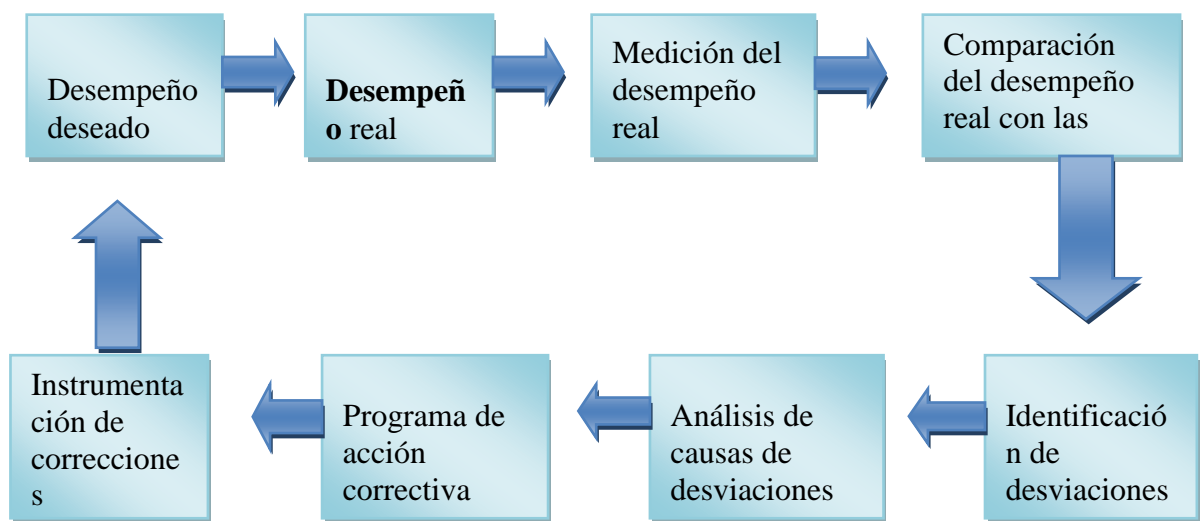 Desempeño
deseado
Desempeñ
o real
Medición del
desempeño
real
Comparación
del desempeño
real con las
Identificació
n de
desviaciones
Análisis de
causas de
desviaciones
Programa de
acción
correctiva
Instrumenta
ción de
correccione
s